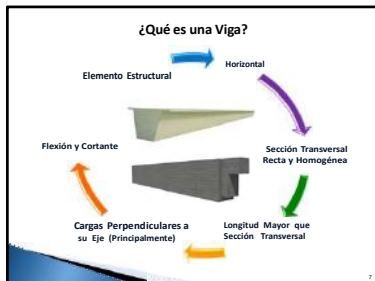 ¿Qué es una Viga?
Elemento Estructural
Horizontal
Sección Transversal
Recta y Homogénea
Longitud Mayor que
Sección Transversal
Cargas Perpendiculares a
su Eje (Principalmente)
Flexión y Cortante
7